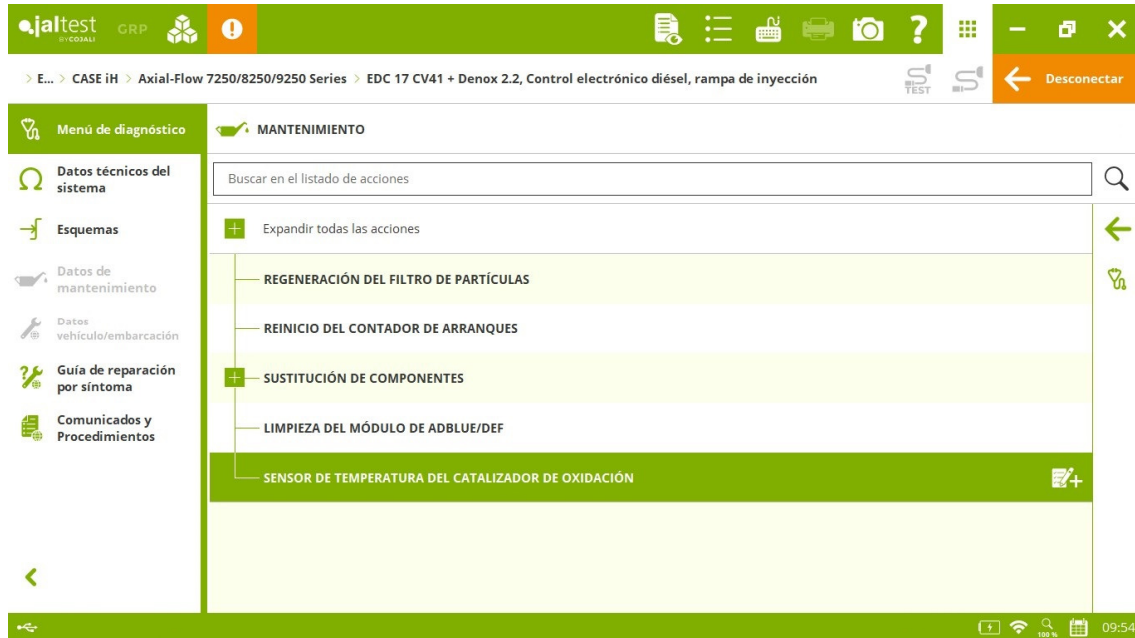 jaltest GRP
BY COJALI
> E... > CASE iH > Axial-Flow 7250/8250/9250 Series > EDC 17 CV41 + Denox 2.2, Control electrónico diésel, rampa de inyección
TEST
Desconectar
Menú de diagnóstico
MANTENIMIENTO
Datos técnicos del
sistema
Buscar en el listado de acciones
Esquemas
Expandir todas las acciones
Datos de
mantenimiento
REGENERACIÓN DEL FILTRO DE PARTÍCULAS
Datos
vehículo/embarcación
REINICIO DEL CONTADOR DE ARRANQUES
Guía de reparación
por síntoma
SUSTITUCIÓN DE COMPONENTES
Comunicados y
Procedimientos
LIMPIEZA DEL MÓDULO DE ADBLUE/DEF
SENSOR DE TEMPERATURA DEL CATALIZADOR DE OXIDACIÓN
100 %
09:54